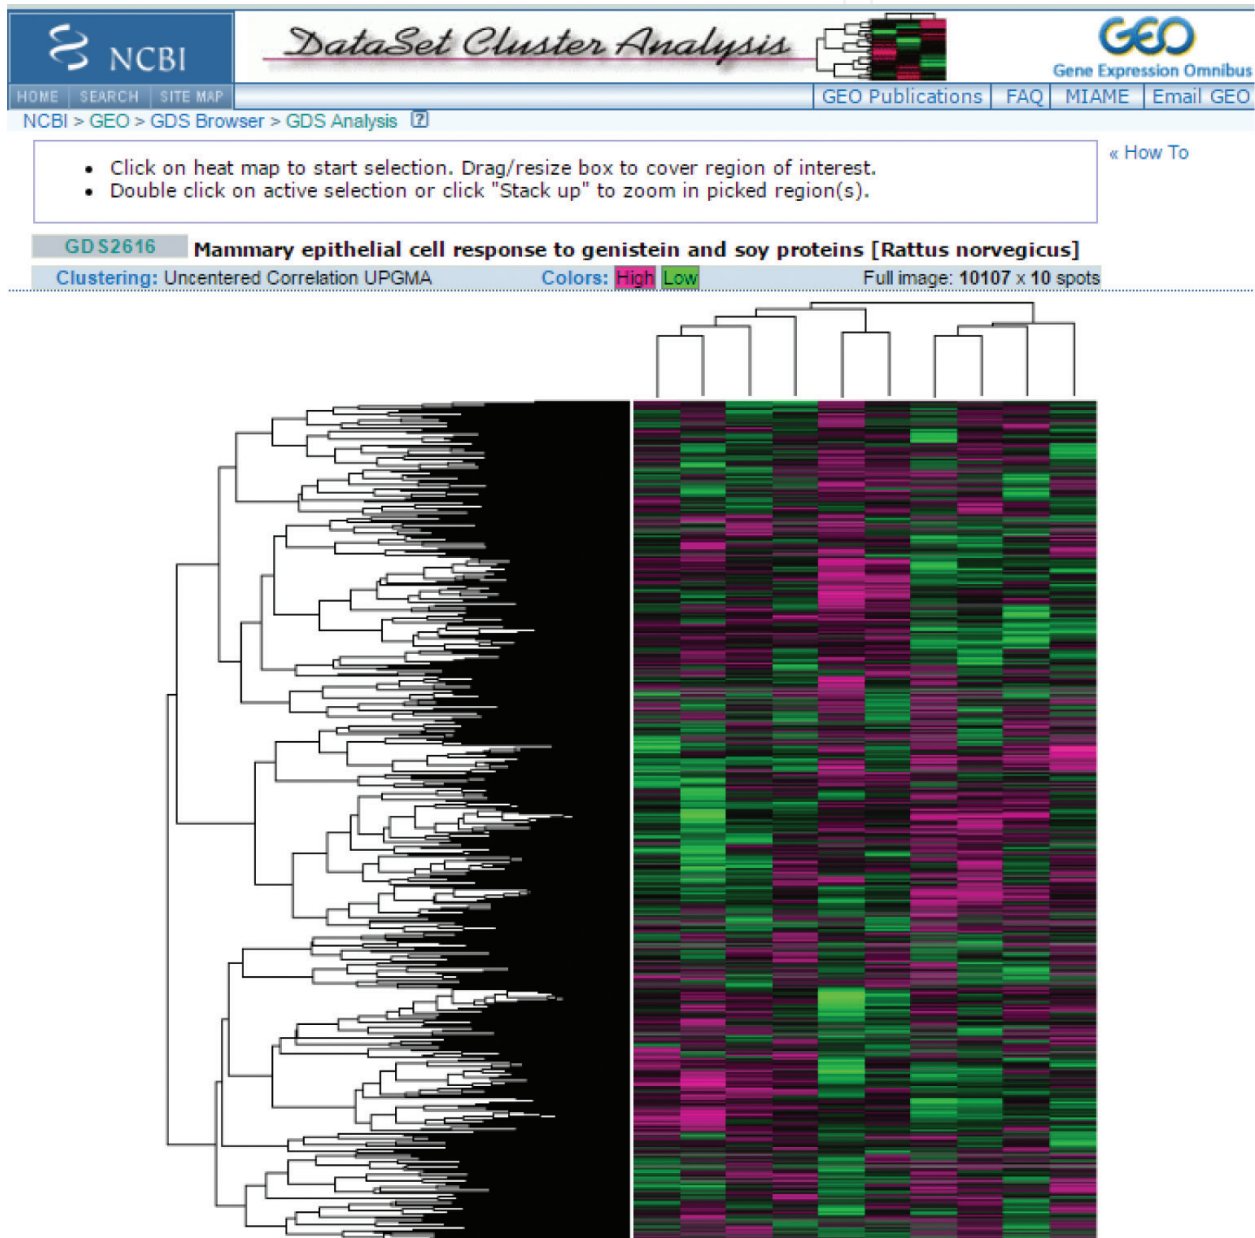 NCBI
DataSet Cluster Analysis
GEO
Gene Expression Omnibus
HOME | SEARCH | SITE MAP
GEO Publications | FAQ | MIAME | Email GEO
NCBI > GEO > GDS Browser > GDS Analysis [?]
• Click on heat map to start selection. Drag/resize box to cover region of interest.
• Double click on active selection or click "Stack up" to zoom in picked region(s).
« How To
GDS2616 Mammary epithelial cell response to genistein and soy proteins [Rattus norvegicus]
Clustering: Uncentered Correlation UPGMA Colors: High Low Full image: 10107 x 10 spots